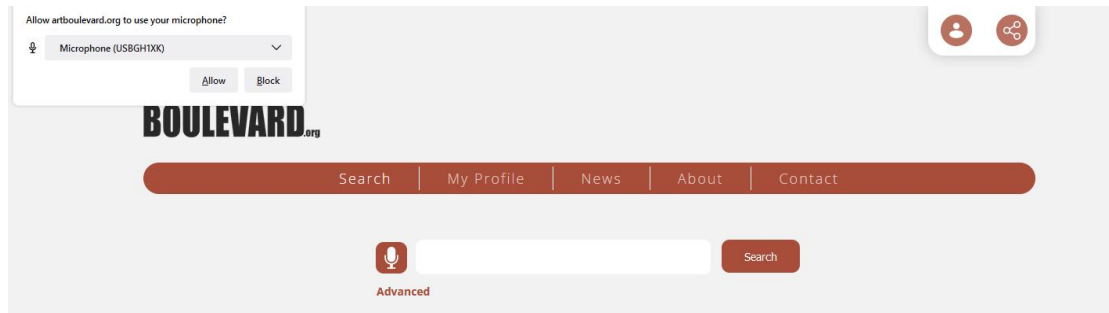 Allow artboulevard.org to use your microphone?
Microphone (USBGH1XK)
Allow Block
BOULEVARD.org
Search My Profile News About Contact
Search
Advanced